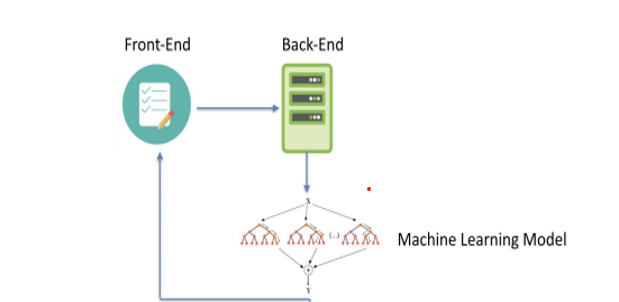 Front-End
Back-End
X
(...)
Machine Learning Model
+
Y